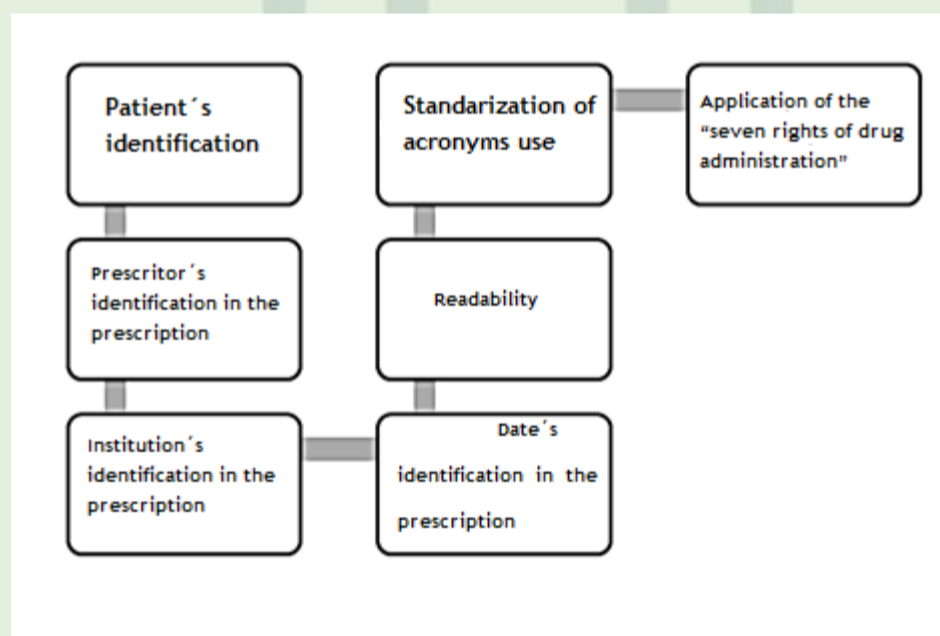 Patient´s
identification
Prescritor´s
identification in the
prescription
Institution´s
identification in the
prescription
Date´s
identification in the
prescription
Readability
Standarization of
acronyms use
Application of the
“seven rights of drug
administration”